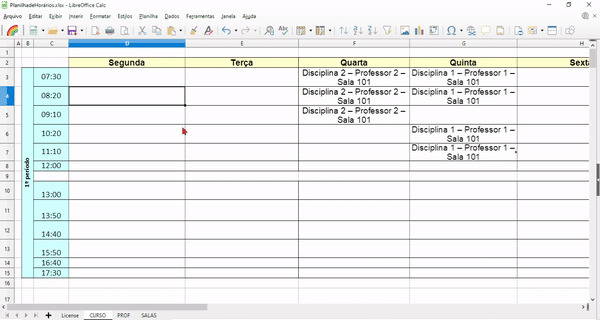 PlanilhadeHorários.xlsx - LibreOffice Calc
Arquivo Editar Exibir Inserir Formatar Estilos Planilha Dados Ferramentas Janela Ajuda
A B C D E F G H
1
2 Segunda Terça Quarta Quinta Sexta
3 07:30 Disciplina 2 – Professor 2 – Disciplina 1 – Professor 1 –
Sala 101 Sala 101
4 08:20 Disciplina 2 – Professor 2 – Disciplina 1 – Professor 1 –
Sala 101 Sala 101
5 09:10 Disciplina 2 – Professor 2 –
Sala 101
6 10:20 Disciplina 1 – Professor 1 –
Sala 101
7 11:10 Disciplina 1 – Professor 1 –
Sala 101
8 12:00
9
1º período
10 13:00
11 13:50
12 14:40
13 15:50
14 16:40
15 17:30
16
17
License CURSO PROF SALAS